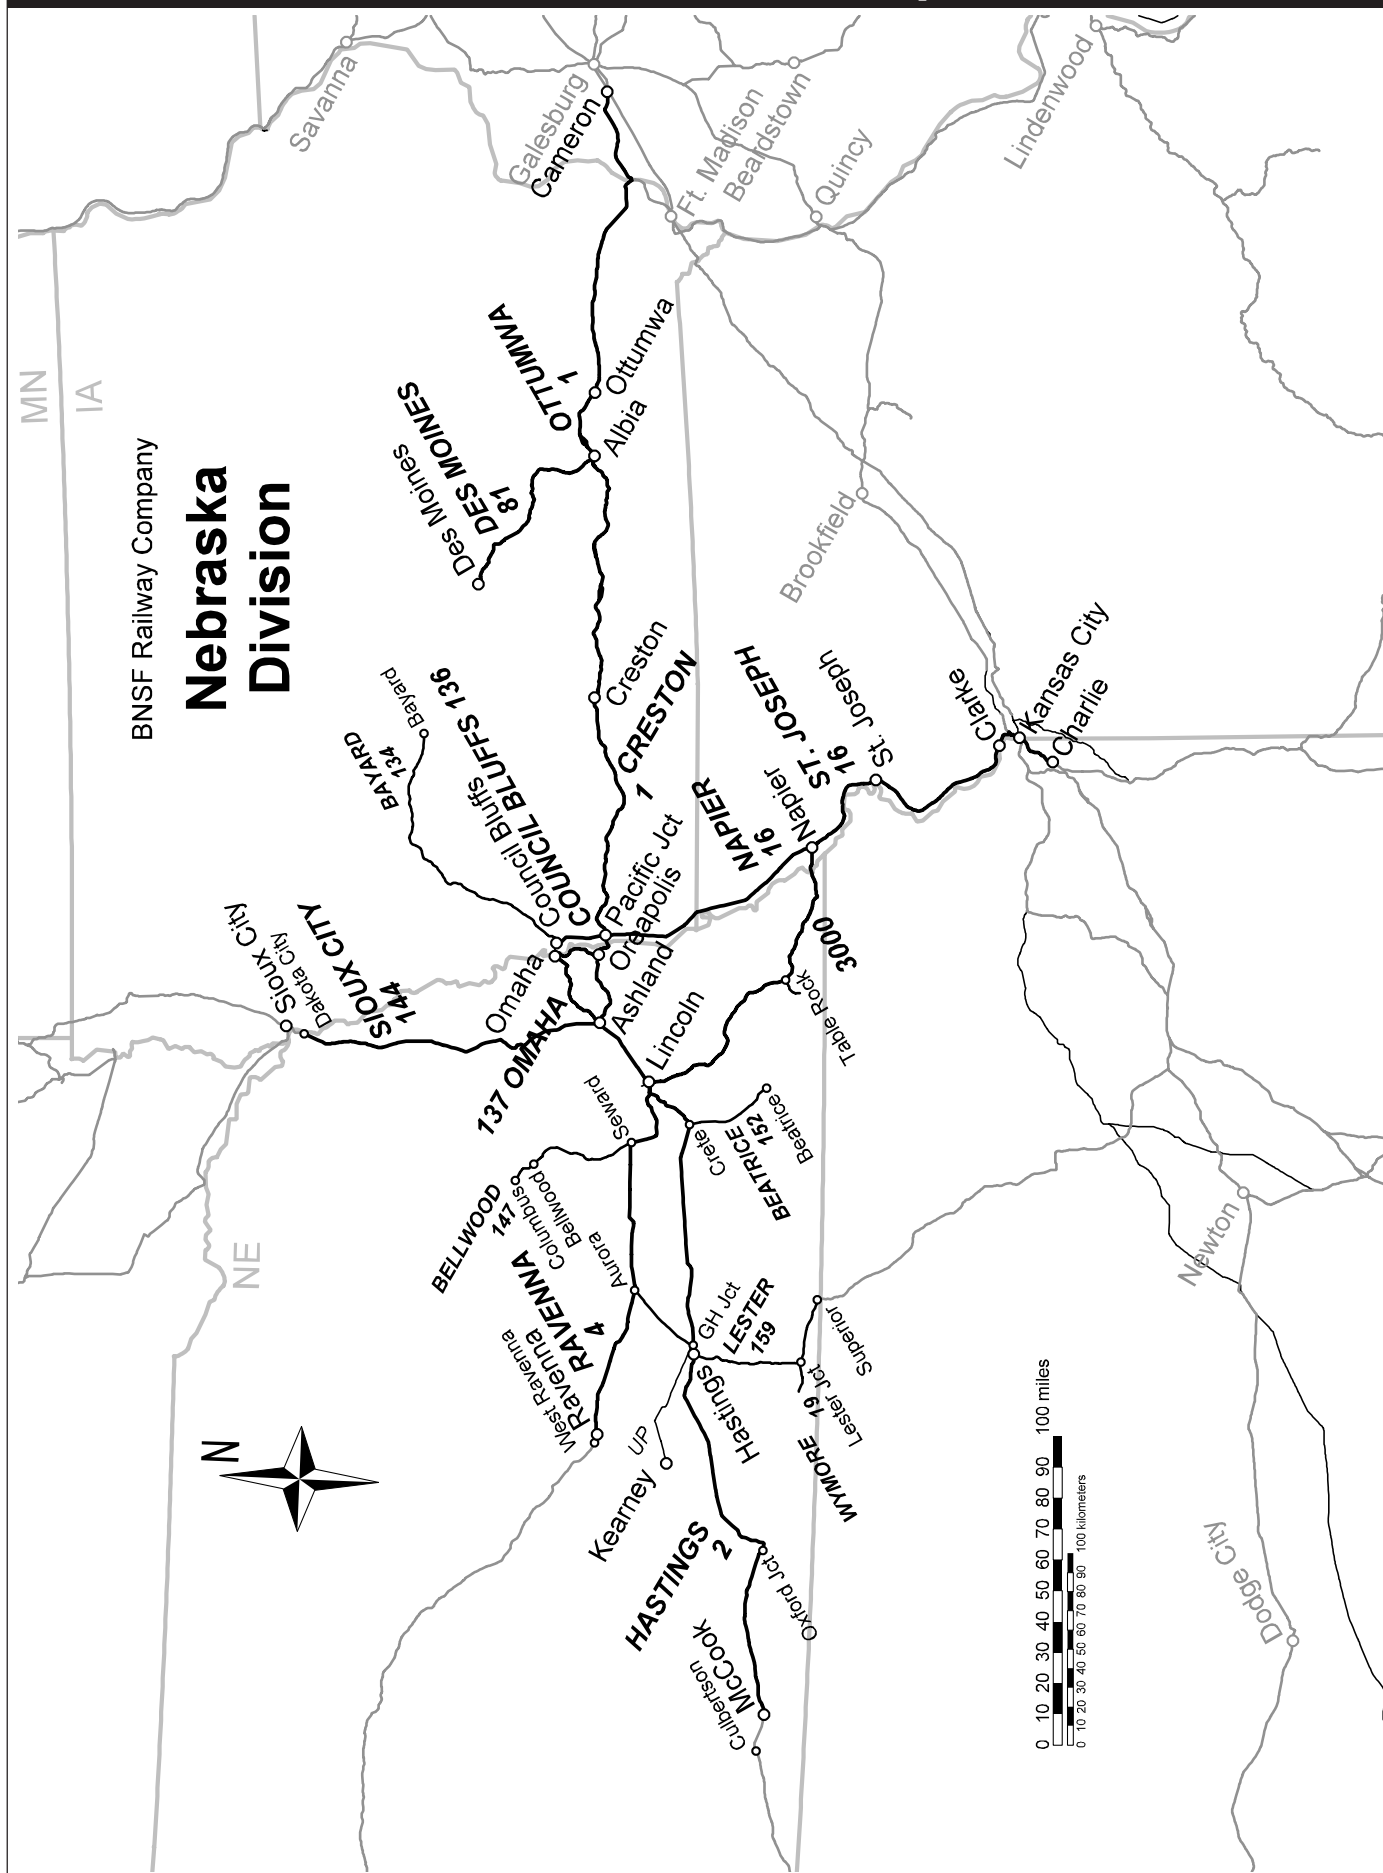 BNSF Railway Company
Nebraska
Division
N
MN
IA
NE
Savanna
Galesburg
Cameron
Ft. Madison
Beardstown
Quincy
Lindenwood
OTTUMWA
1
Ottumwa
Albia
DES MOINES
81
Des Moines
Brookfield
Creston
CRESTON
1
Bayard
BAYARD
134
COUNCIL BLUFFS 136
Council Bluffs
Pacific Jct
Oreapolis
NAPIER
16
Napier
ST. JOSEPH
16
St. Joseph
Clarke
Kansas City
Charlie
Sioux City
Dakota City
SIOUX CITY
144
Omaha
137 OMAHA
Ashland
Lincoln
3000
Table Rock
Seward
BELLWOOD
147
Columbus
Bellwood
Crete
BEATRICE
152
Beatrice
Aurora
RAVENNA
4
West Ravenna
Ravenna
GH Jct
LESTER
159
Hastings
Superior
Lester Jct
WYMORE 19
UP
Kearney
HASTINGS
2
Oxford Jct
McCook
Culbertson
Newton
Dodge City
0 10 20 30 40 50 60 70 80 90 100 miles
0 10 20 30 40 50 60 70 80 90 100 kilometers